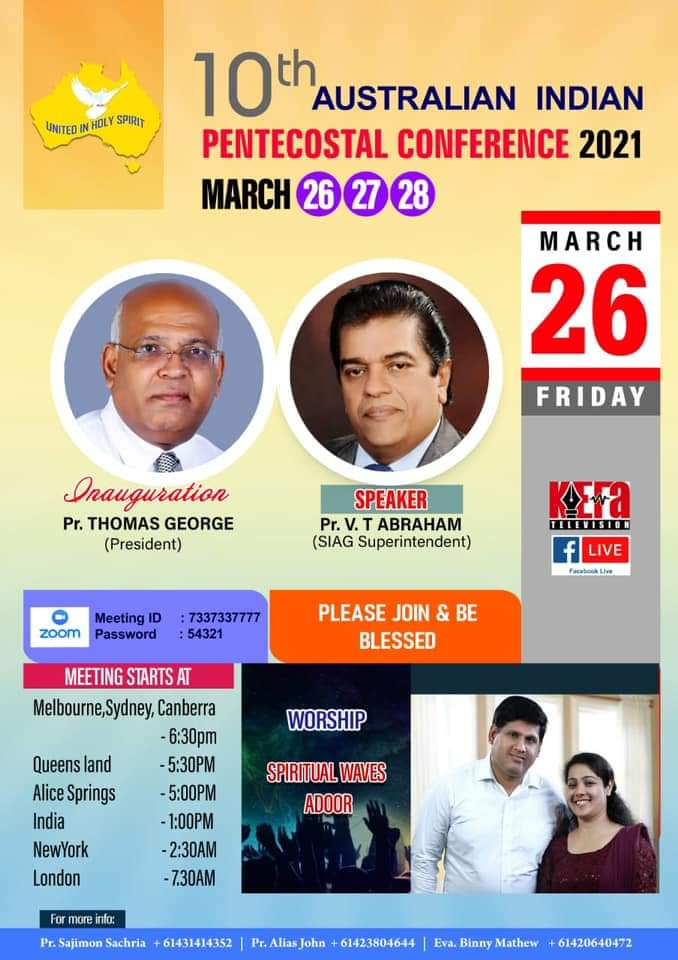 UNITED IN HOLY SPIRIT
10th AUSTRALIAN INDIAN
PENTECOSTAL CONFERENCE 2021
MARCH 26 27 28
MARCH
26
FRIDAY
Inauguration
Pr. THOMAS GEORGE
(President)
SPEAKER
Pr. V. T ABRAHAM
(SIAG Superintendent)
KEFa
TELEVISION
f LIVE
Facebook Live
zoom
Meeting ID : 7337337777
Password : 54321
PLEASE JOIN & BE
BLESSED
MEETING STARTS AT
Melbourne,Sydney, Canberra
- 6:30pm
Queens land - 5:30PM
Alice Springs - 5:00PM
India - 1:00PM
NewYork - 2:30AM
London - 7.30AM
WORSHIP
SPIRITUAL WAVES
ADOOR
For more info:
Pr. Sajimon Sachria + 61431414352 | Pr. Alias John + 61423804644 | Eva. Binny Mathew + 61420640472